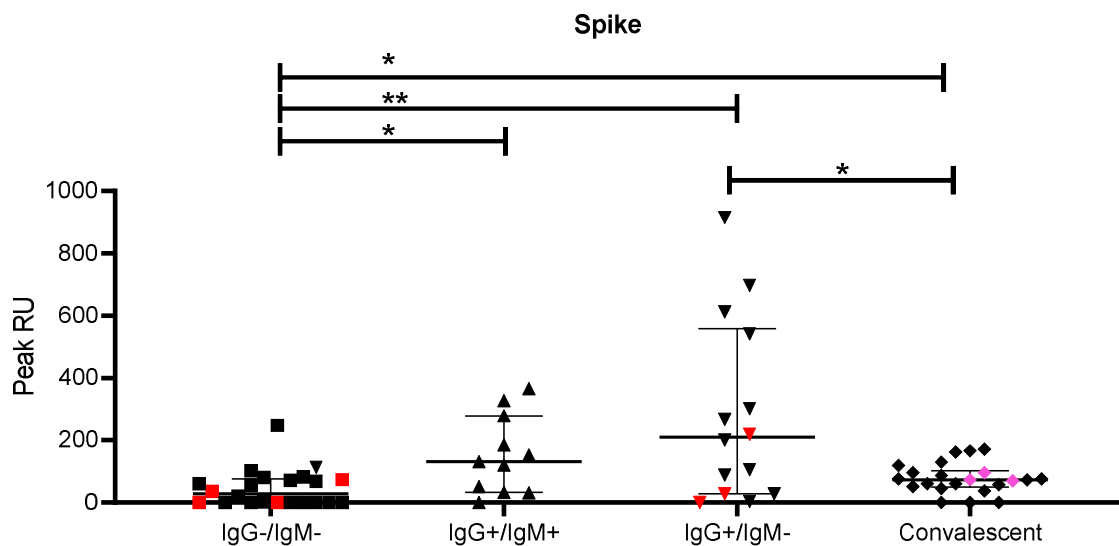 Spike
*
**
*
*
1000
800
600
400
200
0
Peak RU
IgG-/IgM-
IgG+/IgM+
IgG+/IgM-
Convalescent